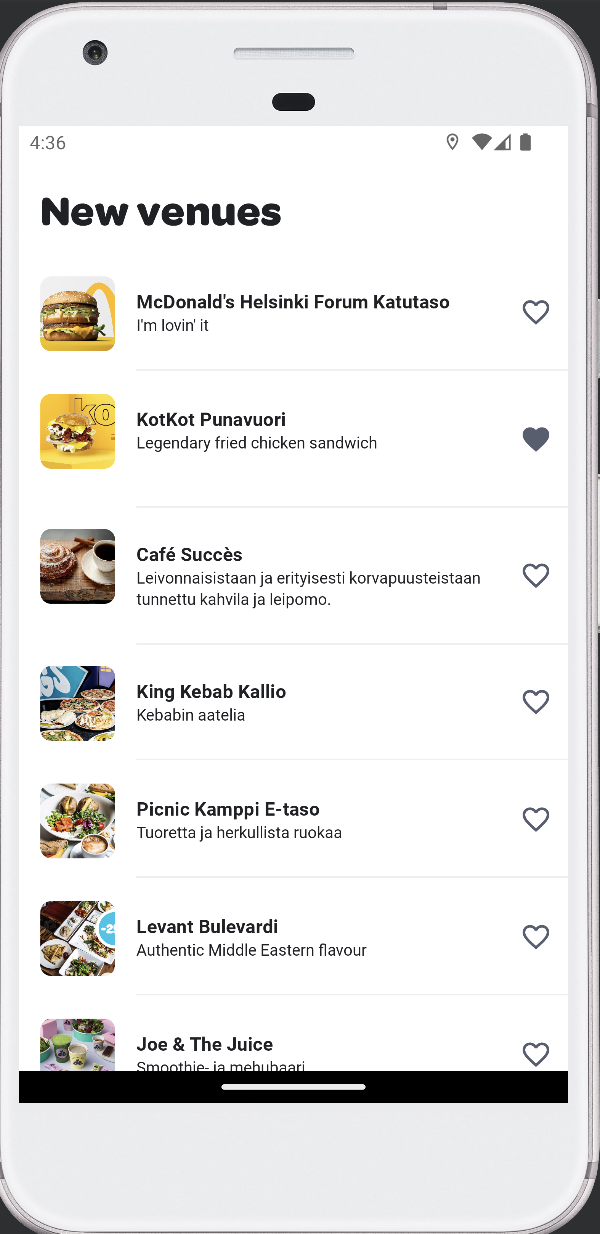 4:36
New venues
McDonald's Helsinki Forum Katutaso
I'm lovin' it
ko
KotKot Punavuori
Legendary fried chicken sandwich
Café Succès
Leivonnaisistaan ja erityisesti korvapuusteistaan
tunnettu kahvila ja leipomo.
King Kebab Kallio
Kebabin aatelia
Picnic Kamppi E-taso
Tuoretta ja herkullista ruokaa
Levant Bulevardi
Authentic Middle Eastern flavour
Joe & The Juice
Smoothie- ja mehubaari